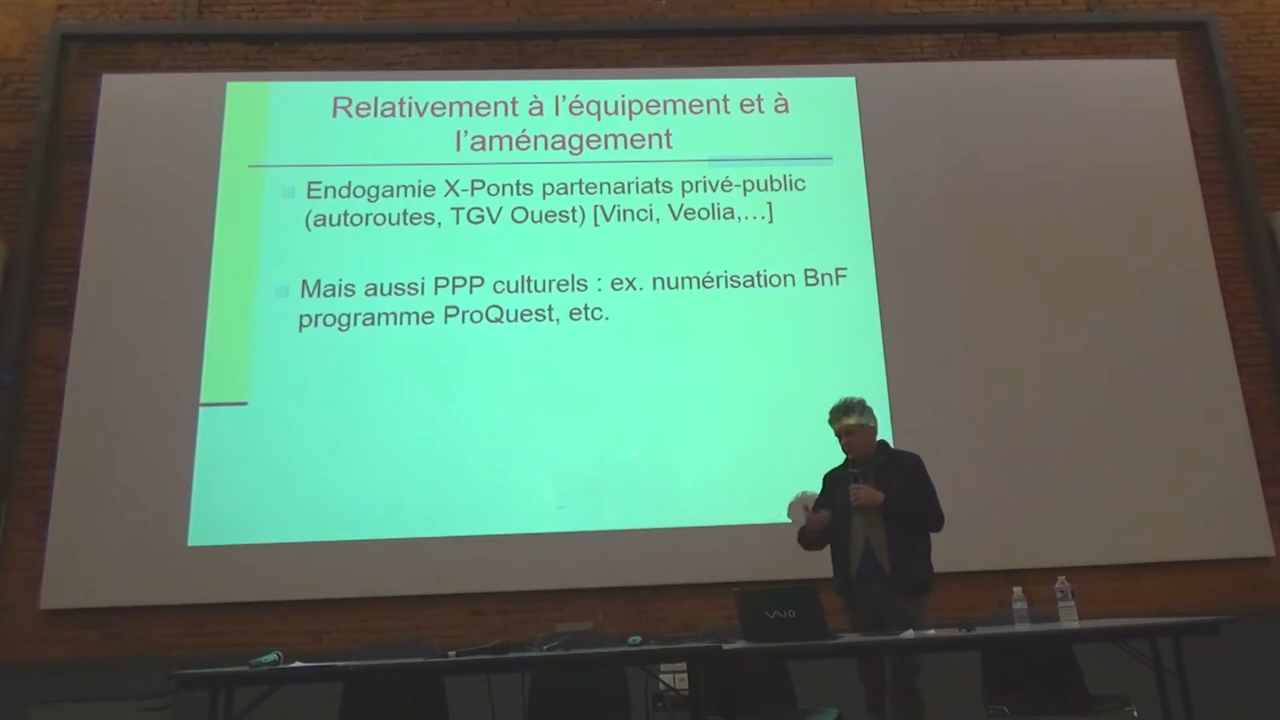 Relativement à l'équipement et à
l'aménagement
Endogamie X-Ponts partenariats privé-public
(autoroutes, TGV Ouest) [Vinci, Veolia,…]
Mais aussi PPP culturels : ex. numérisation BnF
programme ProQuest, etc.
VAIO